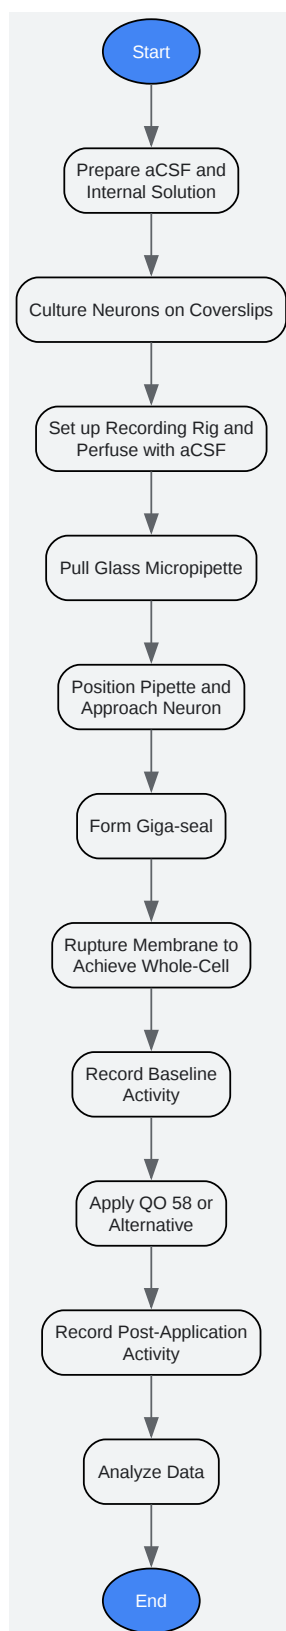 Start
Prepare aCSF and
Internal Solution
Culture Neurons on Coverslips
Set up Recording Rig and
Perfuse with aCSF
Pull Glass Micropipette
Position Pipette and
Approach Neuron
Form Giga-seal
Rupture Membrane to
Achieve Whole-Cell
Record Baseline
Activity
Apply QO 58 or
Alternative
Record Post-Application
Activity
Analyze Data
End